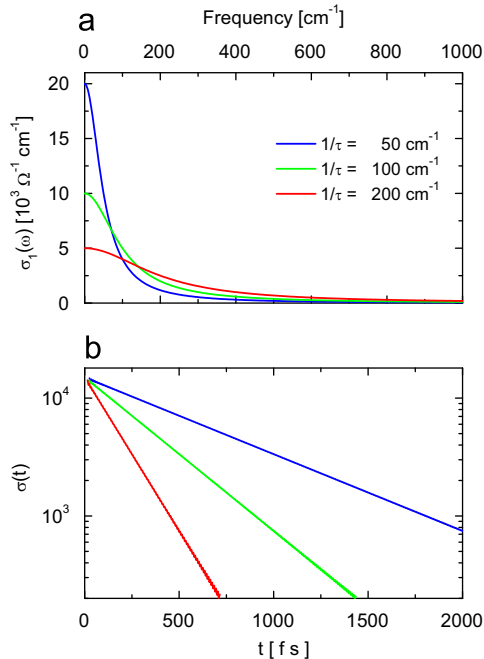 a
Frequency [cm⁻¹]
0 200 400 600 800 1000
20
15
10
5
0
σ₁(ω) [10³ Ω⁻¹ cm⁻¹]
1/τ = 50 cm⁻¹
1/τ = 100 cm⁻¹
1/τ = 200 cm⁻¹
b
10⁴
10³
σ(t)
0 500 1000 1500 2000
t [ f s ]